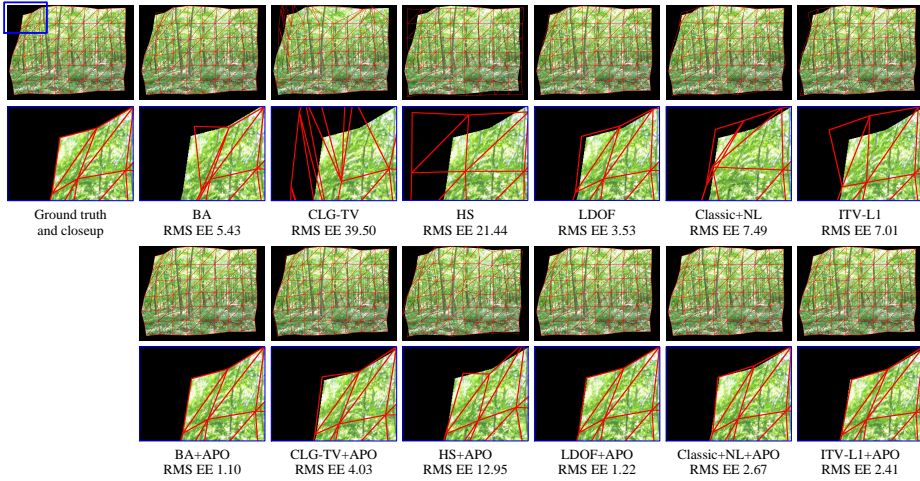 Ground truth
and closeup
BA
RMS EE 5.43
CLG-TV
RMS EE 39.50
HS
RMS EE 21.44
LDOF
RMS EE 3.53
Classic+NL
RMS EE 7.49
ITV-L1
RMS EE 7.01
BA+APO
RMS EE 1.10
CLG-TV+APO
RMS EE 4.03
HS+APO
RMS EE 12.95
LDOF+APO
RMS EE 1.22
Classic+NL+APO
RMS EE 2.67
ITV-L1+APO
RMS EE 2.41